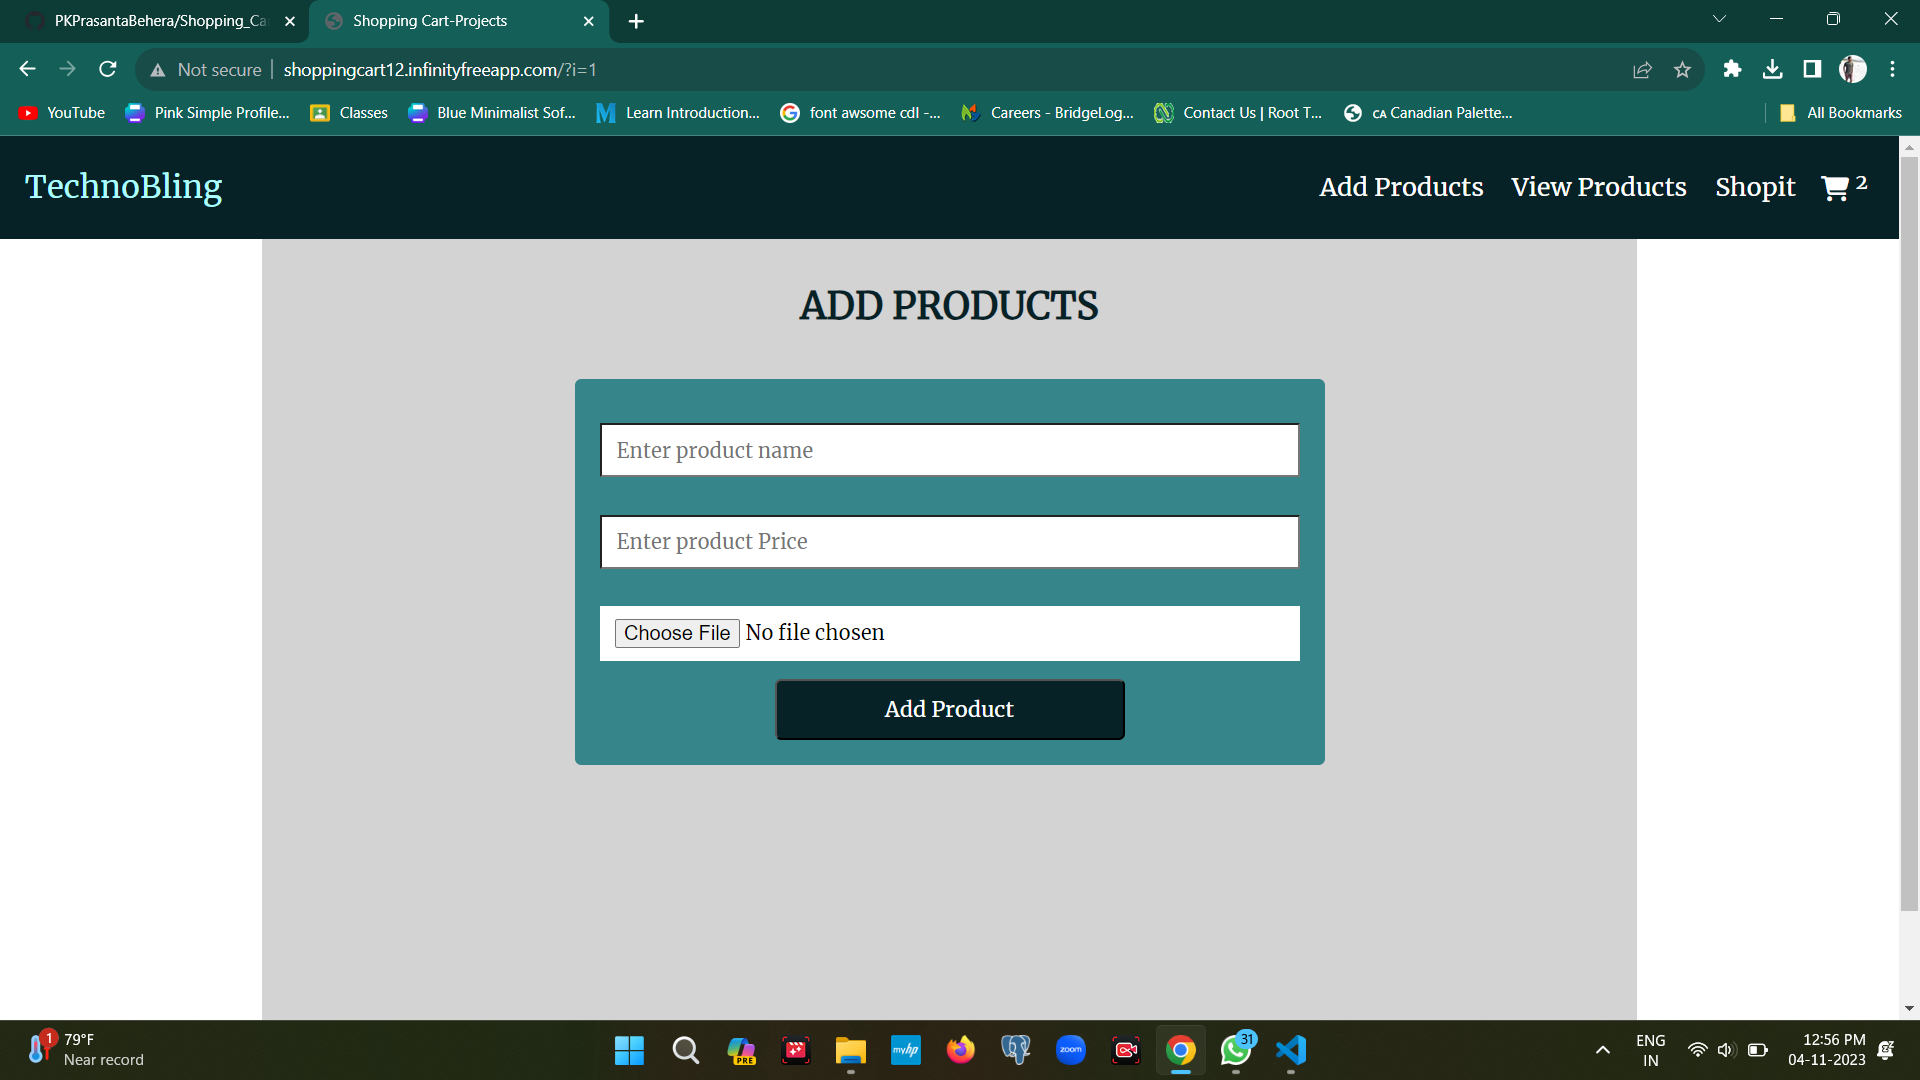 PKPrasantaBehera/Shopping_Ca
Shopping Cart-Projects
Not secure
shoppingcart12.infinityfreeapp.com/?i=1
YouTube
Pink Simple Profile...
Classes
Blue Minimalist Sof...
Learn Introduction...
font awsome cdl -...
Careers - BridgeLog...
Contact Us | Root T...
CA Canadian Palette...
All Bookmarks
TechnoBling
Add Products
View Products
Shopit
2
ADD PRODUCTS
Enter product name
Enter product Price
Choose File No file chosen
Add Product
1
79°F
Near record
PRE
myhp
zoom
31
ENG
IN
12:56 PM
04-11-2023